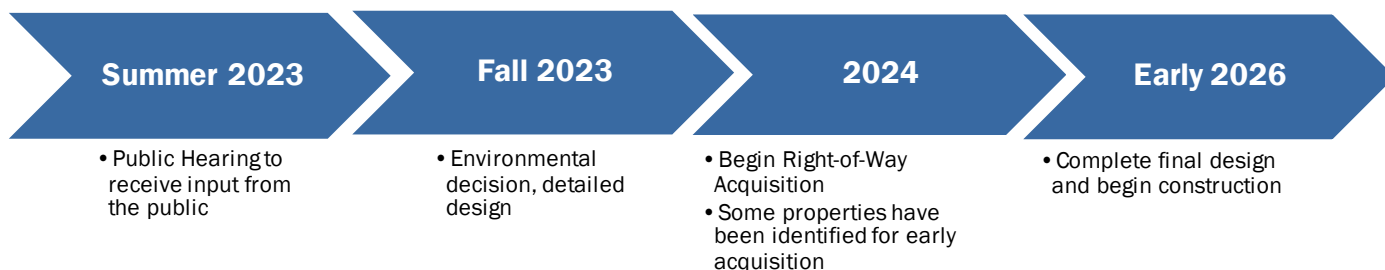 Summer 2023
• Public Hearing to
receive input from
the public
Fall 2023
• Environmental
decision, detailed
design
2024
• Begin Right-of-Way
Acquisition
• Some properties have
been identified for early
acquisition
Early 2026
• Complete final design
and begin construction